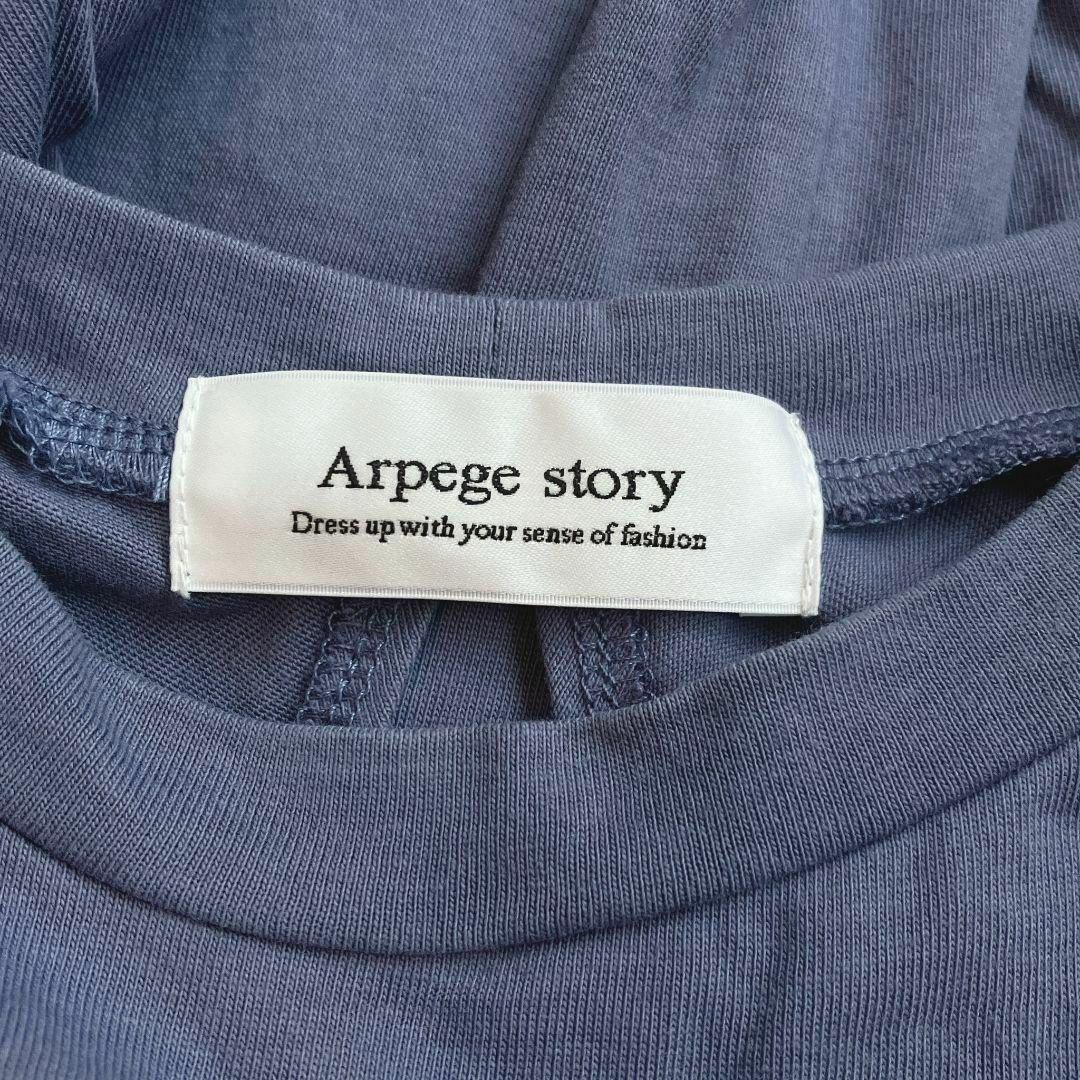 Arpege story
Dress up with your sense of fashion